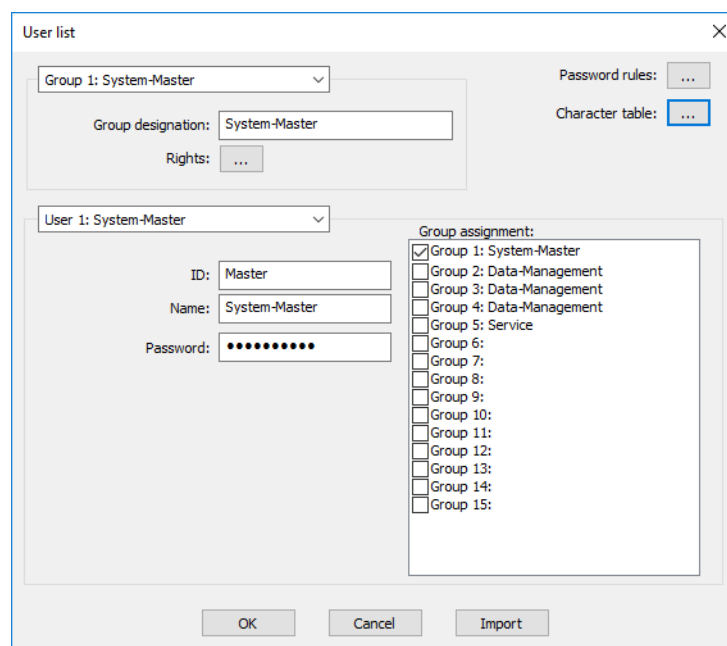 User list
Group 1: System-Master
Password rules: ...
Group designation: System-Master
Character table: ...
Rights: ...
User 1: System-Master
Group assignment:
Group 1: System-Master
ID: Master
Group 2: Data-Management
Group 3: Data-Management
Name: System-Master
Group 4: Data-Management
Group 5: Service
Password: ••••••••••
Group 6:
Group 7:
Group 8:
Group 9:
Group 10:
Group 11:
Group 12:
Group 13:
Group 14:
Group 15:
OK
Cancel
Import